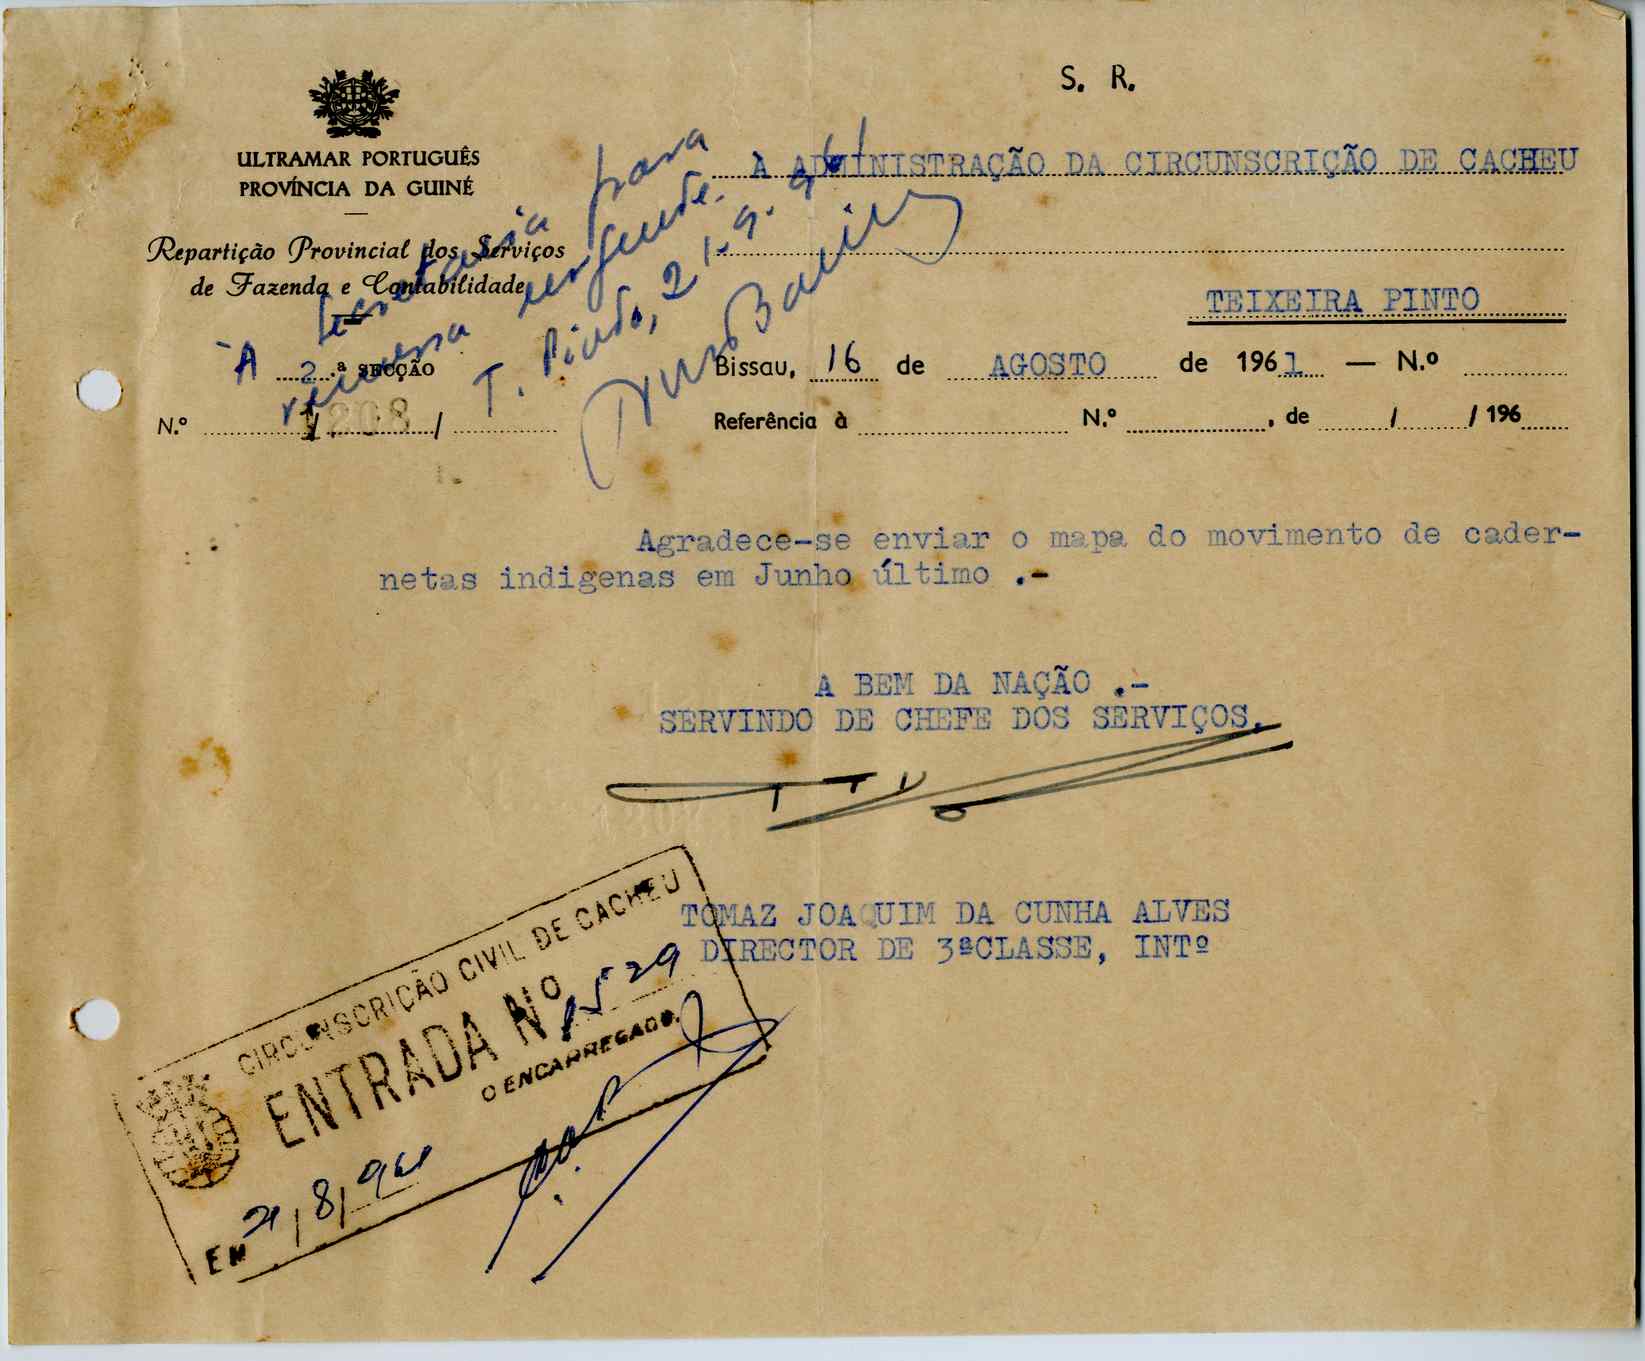 S. R.
ULTRAMAR PORTUGUÊS
PROVÍNCIA DA GUINÉ
Repartição Provincial dos Serviços
de Fazenda e Contabilidade
2.ª SECÇÃO
N.º 1208 /
À Secretaria para
remessa urgente.
T. Pinto, 21.9.961
À ADMINISTRAÇÃO DA CIRCUNSCRIÇÃO DE CACHEU
TEIXEIRA PINTO
Bissau, 16 de AGOSTO de 1961 — N.º
Referência à N.º , de / / 196
Agradece-se enviar o mapa do movimento de cader-
netas indigenas em Junho último .-
A BEM DA NAÇÃO .-
SERVINDO DE CHEFE DOS SERVIÇOS.
TOMAZ JOAQUIM DA CUNHA ALVES
DIRECTOR DE 3ªCLASSE, INTº
CIRCUNSCRIÇÃO CIVIL DE CACHEU
ENTRADA Nº 1529
O ENCARREGADO,
EM 21/8/961